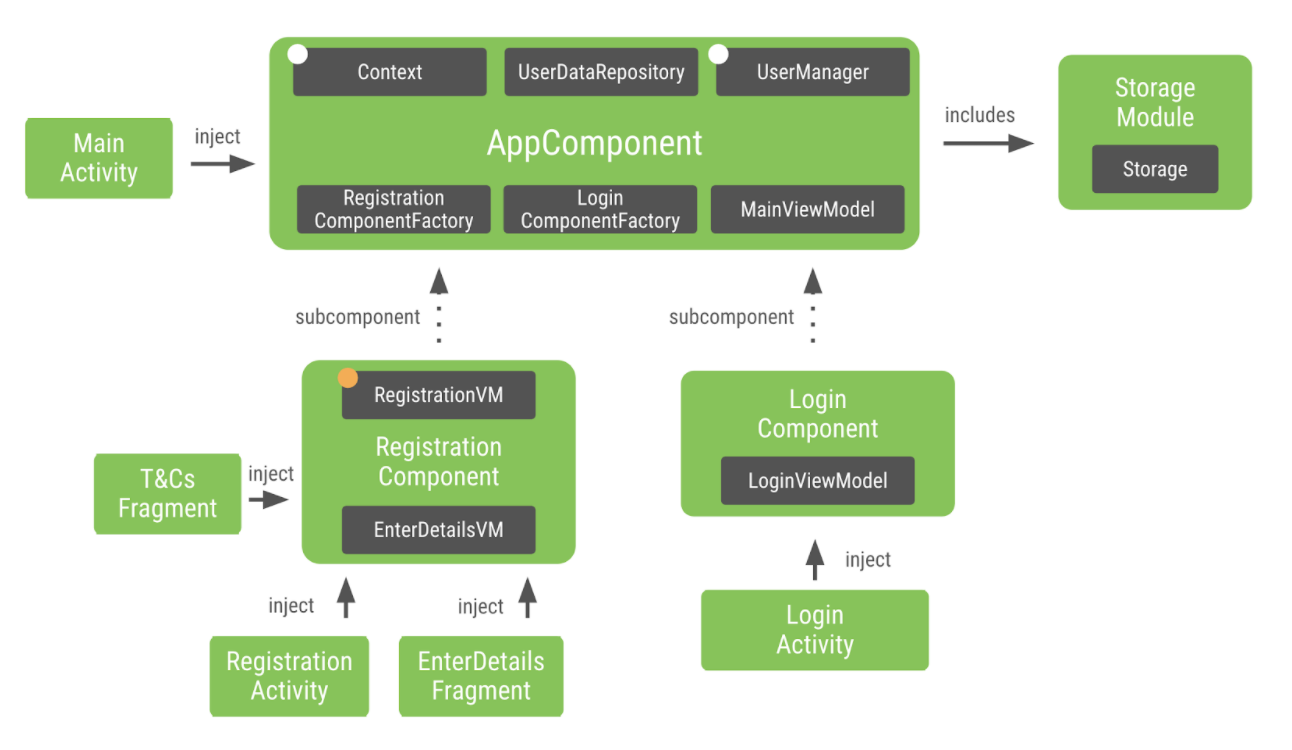 Context
UserDataRepository
UserManager
AppComponent
Registration
ComponentFactory
Login
ComponentFactory
MainViewModel
Main
Activity
inject
includes
Storage
Module
Storage
subcomponent
subcomponent
RegistrationVM
Registration
Component
EnterDetailsVM
T&Cs
Fragment
inject
Login
Component
LoginViewModel
inject
inject
inject
Registration
Activity
EnterDetails
Fragment
Login
Activity